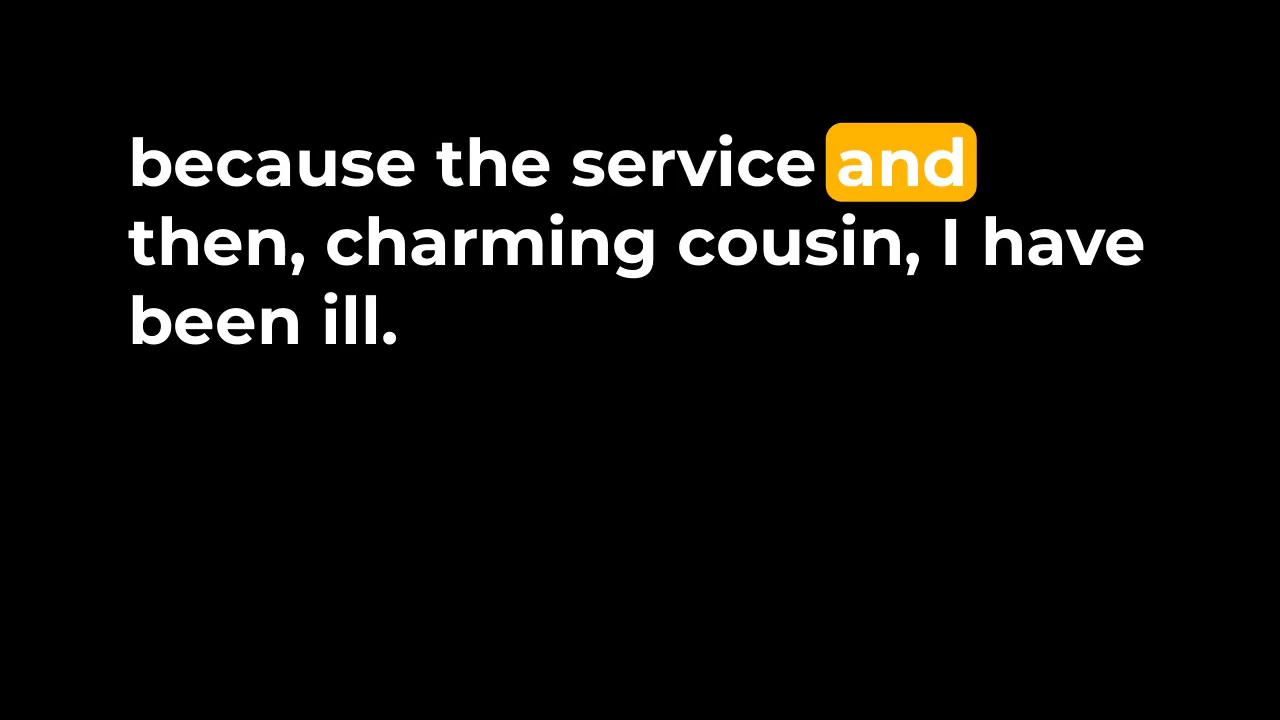 because the service and
then, charming cousin, I have
been ill.